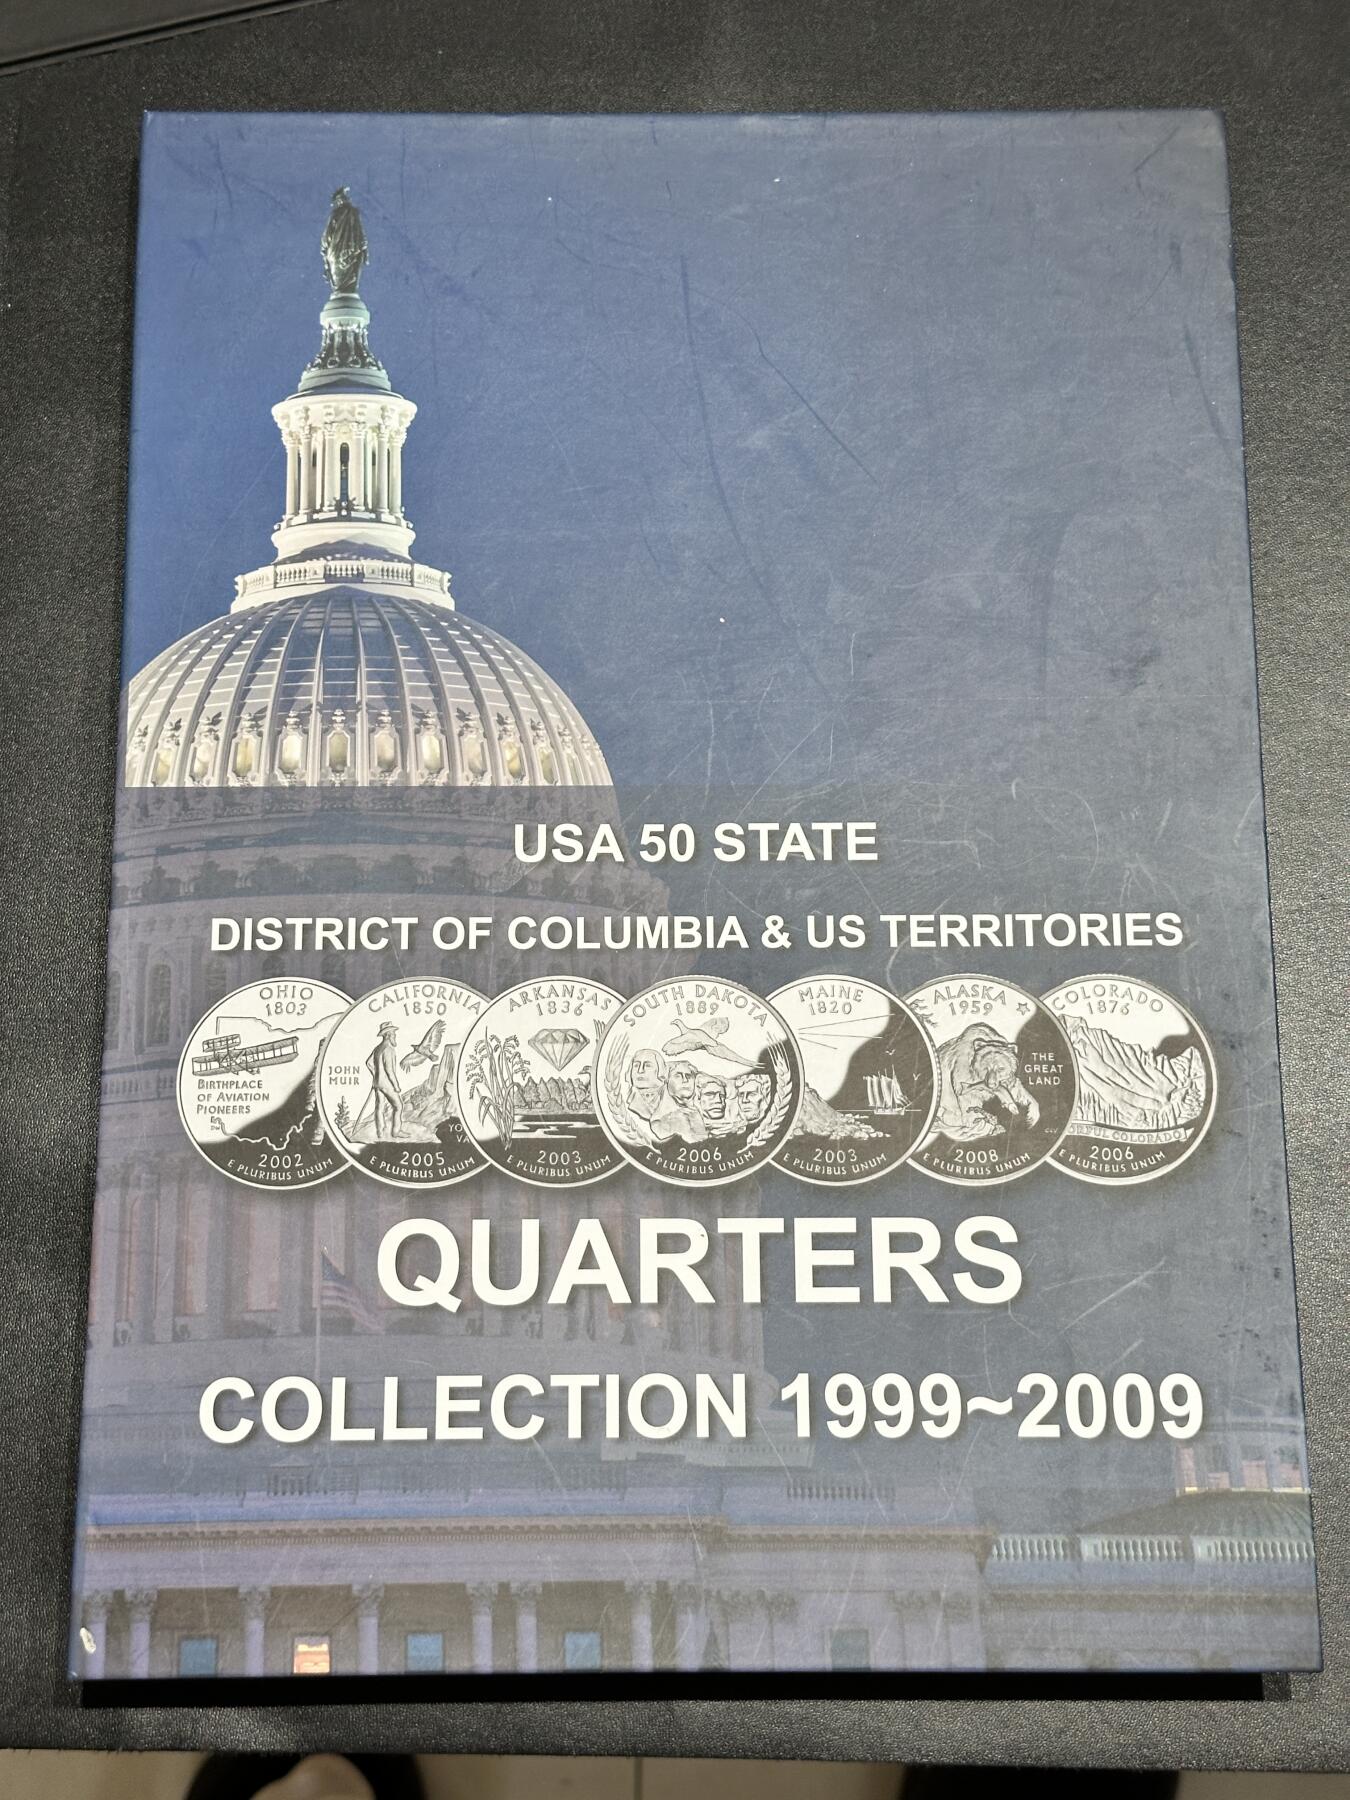 USA 50 STATE
DISTRICT OF COLUMBIA & US TERRITORIES
OHIO
1803
BIRTHPLACE
OF AVIATION
PIONEERS
2002
E PLURIBUS UNUM
CALIFORNIA
1850
JOHN
MUIR
YO
VA
2005
E PLURIBUS UNUM
ARKANSAS
1836
2003
E PLURIBUS UNUM
SOUTH DAKOTA
1889
2006
E PLURIBUS UNUM
MAINE
1820
2003
E PLURIBUS UNUM
ALASKA
1959
THE
GREAT
LAND
2008
E PLURIBUS UNUM
COLORADO
1876
ORFUL COLORADO
2006
E PLURIBUS UNUM
QUARTERS
COLLECTION 1999~2009